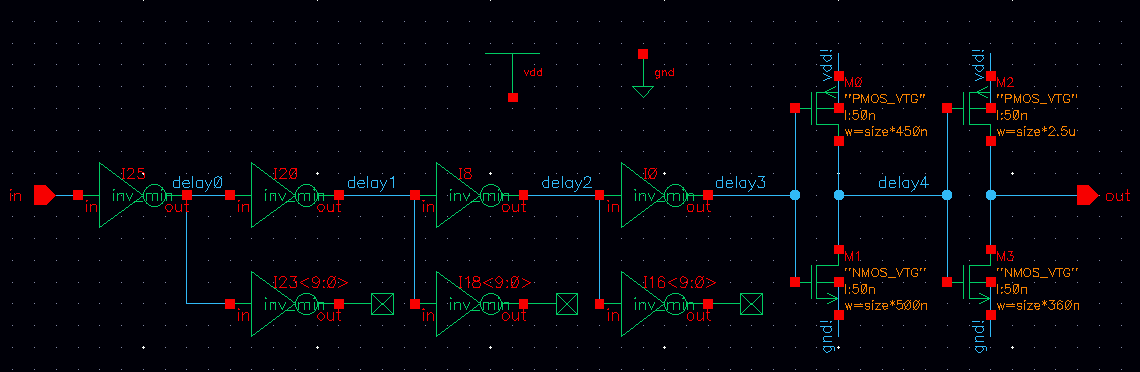 vdd
gnd
vdd!
M0
"PMOS_VTG"
l:50n
w=size*450n
vdd!
M2
"PMOS_VTG"
l:50n
w=size*2.5u
in
I25
inv_min
in
out
delay0
I20
inv_min
in
out
delay1
I8
inv_min
in
out
delay2
I0
inv_min
in
out
delay3
delay4
out
I23<9:0>
inv_min
in
out
I18<9:0>
inv_min
in
out
I16<9:0>
inv_min
in
out
M1
"NMOS_VTG"
l:50n
w=size*500n
gnd!
M3
"NMOS_VTG"
l:50n
w=size*360n
gnd!